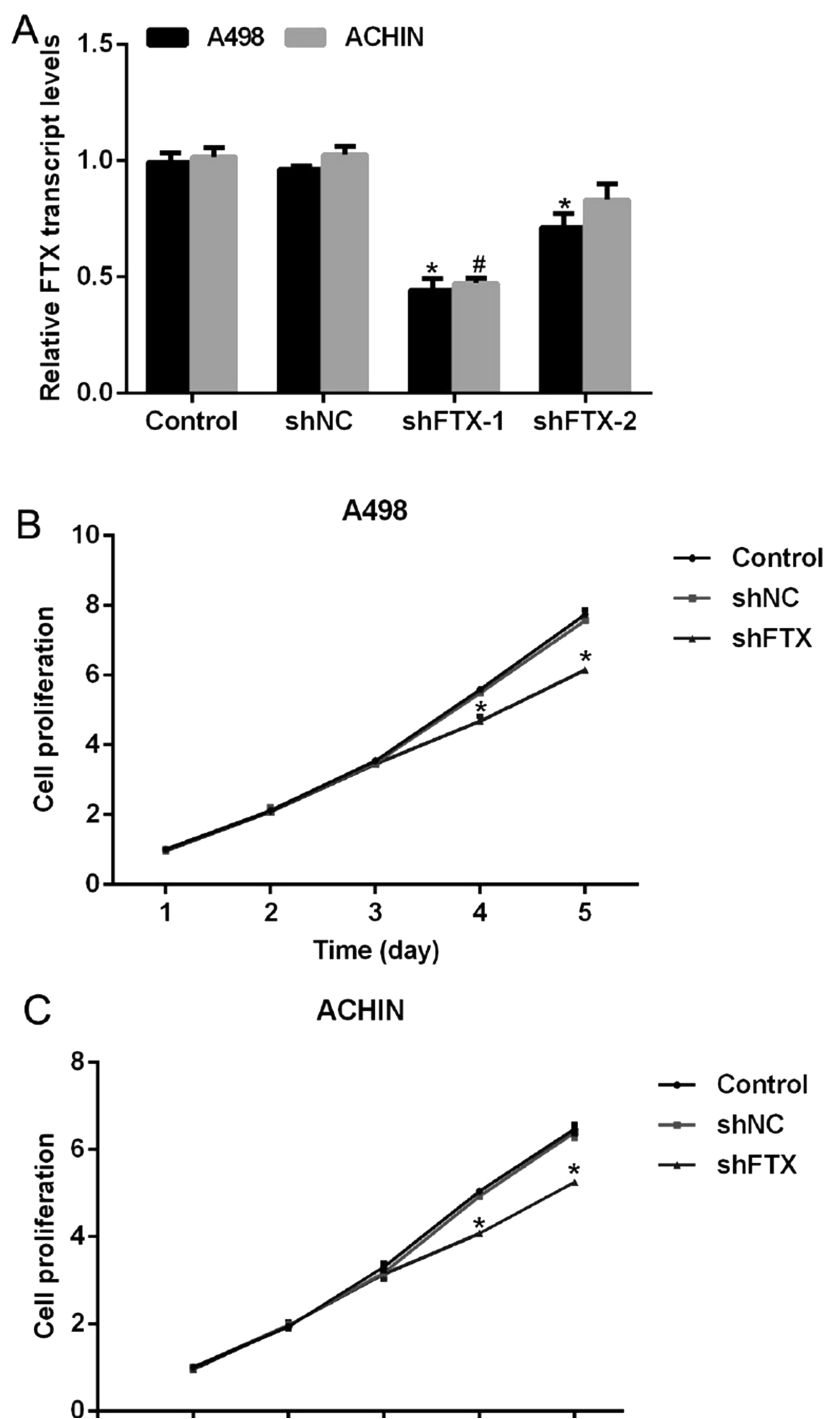 A
A498 ACHIN
Relative FTX transcript levels
1.5
1.0
0.5
0.0
* # *
Control shNC shFTX-1 shFTX-2
B
A498
Cell proliferation
10
8
6
4
2
0
* *
Control
shNC
shFTX
1 2 3 4 5
Time (day)
C
ACHIN
Cell proliferation
8
6
4
2
0
* *
Control
shNC
shFTX